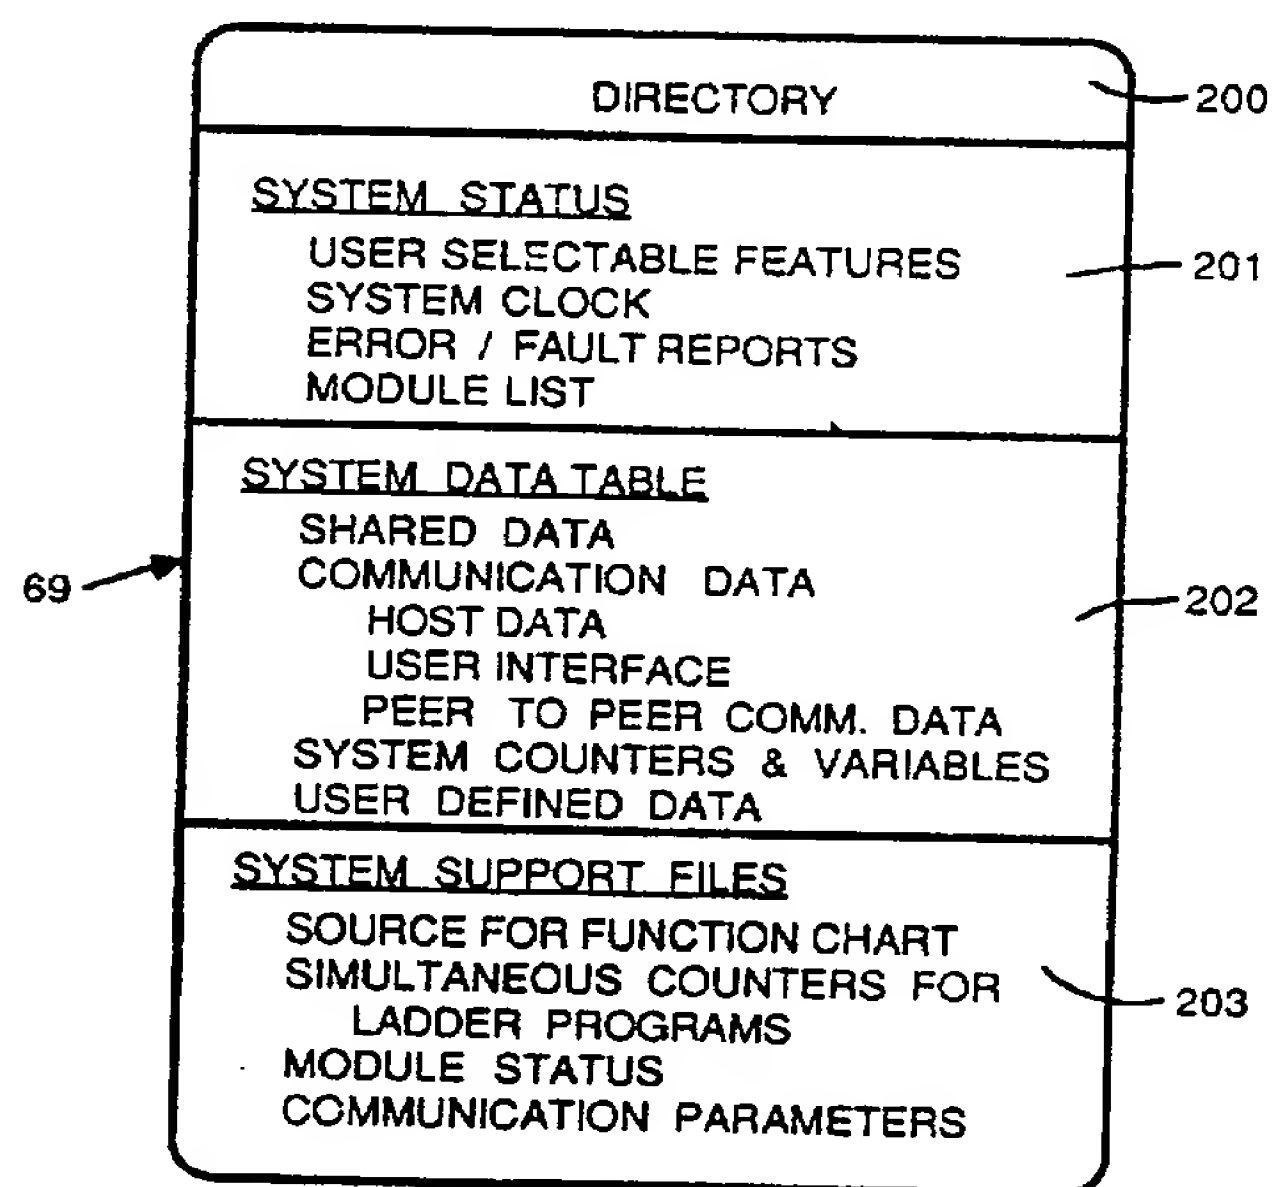 DIRECTORY
200
SYSTEM STATUS
USER SELECTABLE FEATURES
201
SYSTEM CLOCK
ERROR / FAULT REPORTS
MODULE LIST
SYSTEM DATA TABLE
SHARED DATA
COMMUNICATION DATA
69
202
HOST DATA
USER INTERFACE
PEER TO PEER COMM. DATA
SYSTEM COUNTERS & VARIABLES
USER DEFINED DATA
SYSTEM SUPPORT FILES
SOURCE FOR FUNCTION CHART
SIMULTANEOUS COUNTERS FOR
203
LADDER PROGRAMS
MODULE STATUS
COMMUNICATION PARAMETERS